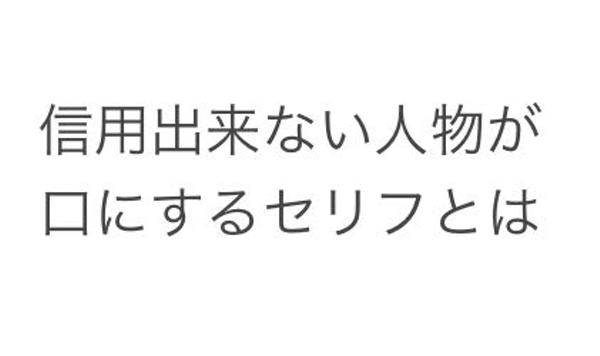 信用出来ない人物が
口にするセリフとは